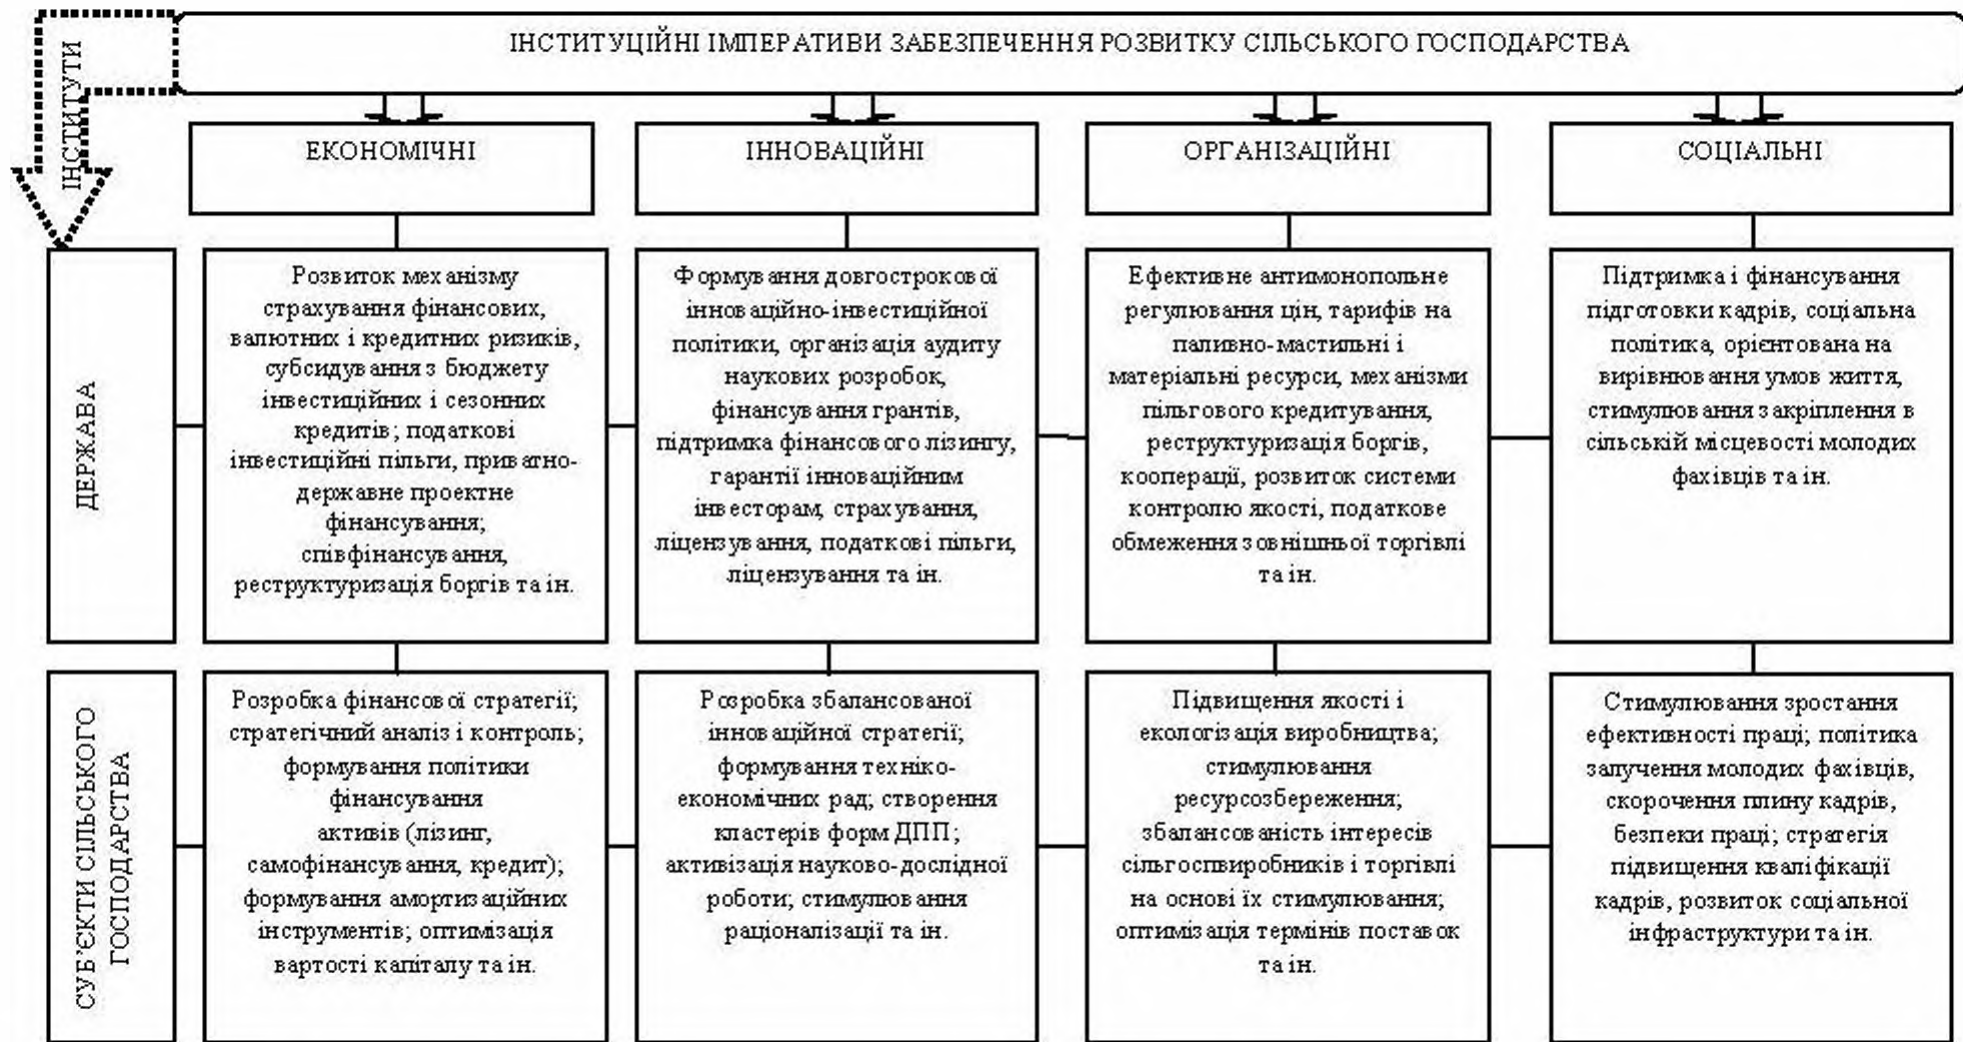 ІНСТИТУЦІЙНІ ІМПЕРАТИВИ ЗАБЕЗПЕЧЕННЯ РОЗВИТКУ СІЛЬСЬКОГО ГОСПОДАРСТВА
ІНСТИТУТИ
ЕКОНОМІЧНІ
ІННОВАЦІЙНІ
ОРГАНІЗАЦІЙНІ
СОЦІАЛЬНІ
ДЕРЖАВА
Розвиток механізму
страхування фінансових,
валютних і кредитних ризиків,
субсидування з бюджету
інвестиційних і сезонних
кредитів; податкові
інвестиційні пільги, приватно-
державне проектне
фінансування;
співфінансування,
реструктуризація боргів та ін.
Формування довгострокової
інноваційно-інвестиційної
політики, організація аудиту
наукових розробок,
фінансування грантів,
підтримка фінансового лізингу,
гарантії інноваційним
інвесторам, страхування,
ліцензування, податкові пільги,
ліцензування та ін.
Ефективне антимонопольне
регулювання цін, тарифів на
паливно-мастильні і
матеріальні ресурси, механізми
пільгового кредитування,
реструктуризація боргів,
кооперації, розвиток системи
контролю якості, податкове
обмеження зовнішньої торгівлі
та ін.
Підтримка і фінансування
підготовки кадрів, соціальна
політика, орієнтована на
вирівнювання умов життя,
стимулювання закріплення в
сільській місцевості молодих
фахівців та ін.
СУБ'ЄКТИ СІЛЬСЬКОГО
ГОСПОДАРСТВА
Розробка фінансової стратегії;
стратегічний аналіз і контроль;
формування політики
фінансування
активів (лізинг,
самофінансування, кредит);
формування амортизаційних
інструментів; оптимізація
вартості капіталу та ін.
Розробка збалансованої
інноваційної стратегії;
формування техніко-
економічних рад; створення
кластерів форм ДПП;
активізація науково-дослідної
роботи; стимулювання
раціоналізації та ін.
Підвищення якості і
екологізація виробництва;
стимулювання
ресурсозбереження;
збалансованість інтересів
сільгоспвиробників і торгівлі
на основі їх стимулювання;
оптимізація термінів поставок
та ін.
Стимулювання зростання
ефективності праці; політика
залучення молодих фахівців,
скорочення плину кадрів,
безпеки праці; стратегія
підвищення кваліфікації
кадрів, розвиток соціальної
інфраструктури та ін.